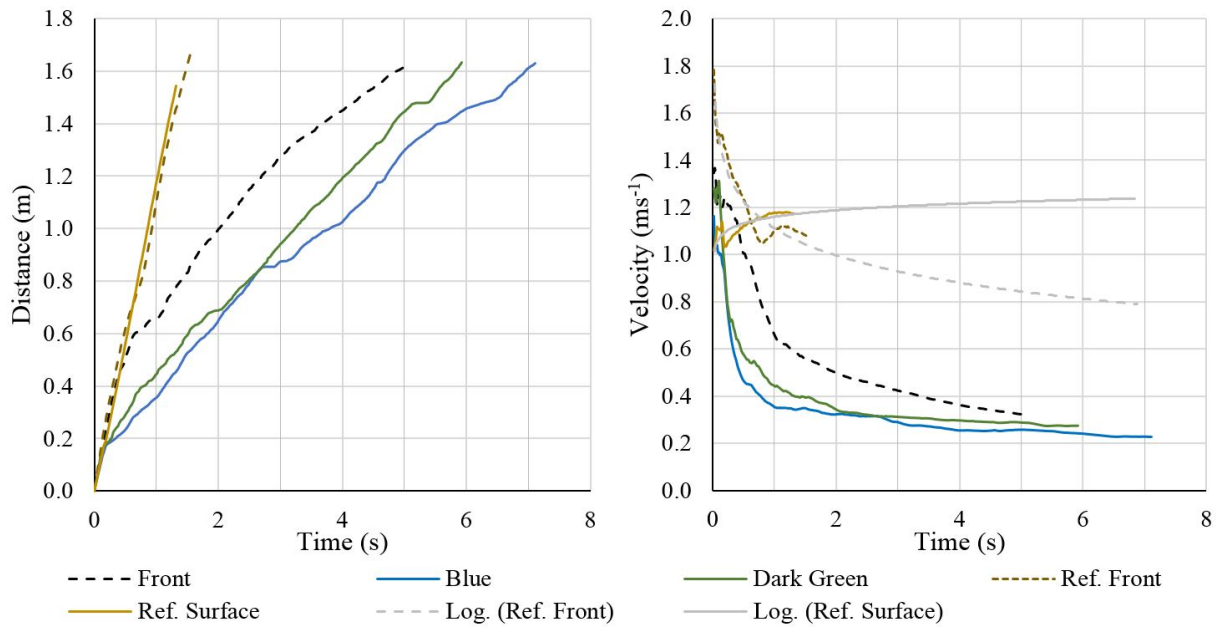 1.8
1.6
1.4
1.2
1.0
0.8
0.6
0.4
0.2
0.0
Distance (m)
0 2 4 6 8
Time (s)
2.0
1.8
1.6
1.4
1.2
1.0
0.8
0.6
0.4
0.2
0.0
Velocity (ms⁻¹)
0 2 4 6 8
Time (s)
Front Blue Dark Green Ref. Front
Ref. Surface Log. (Ref. Front) Log. (Ref. Surface)